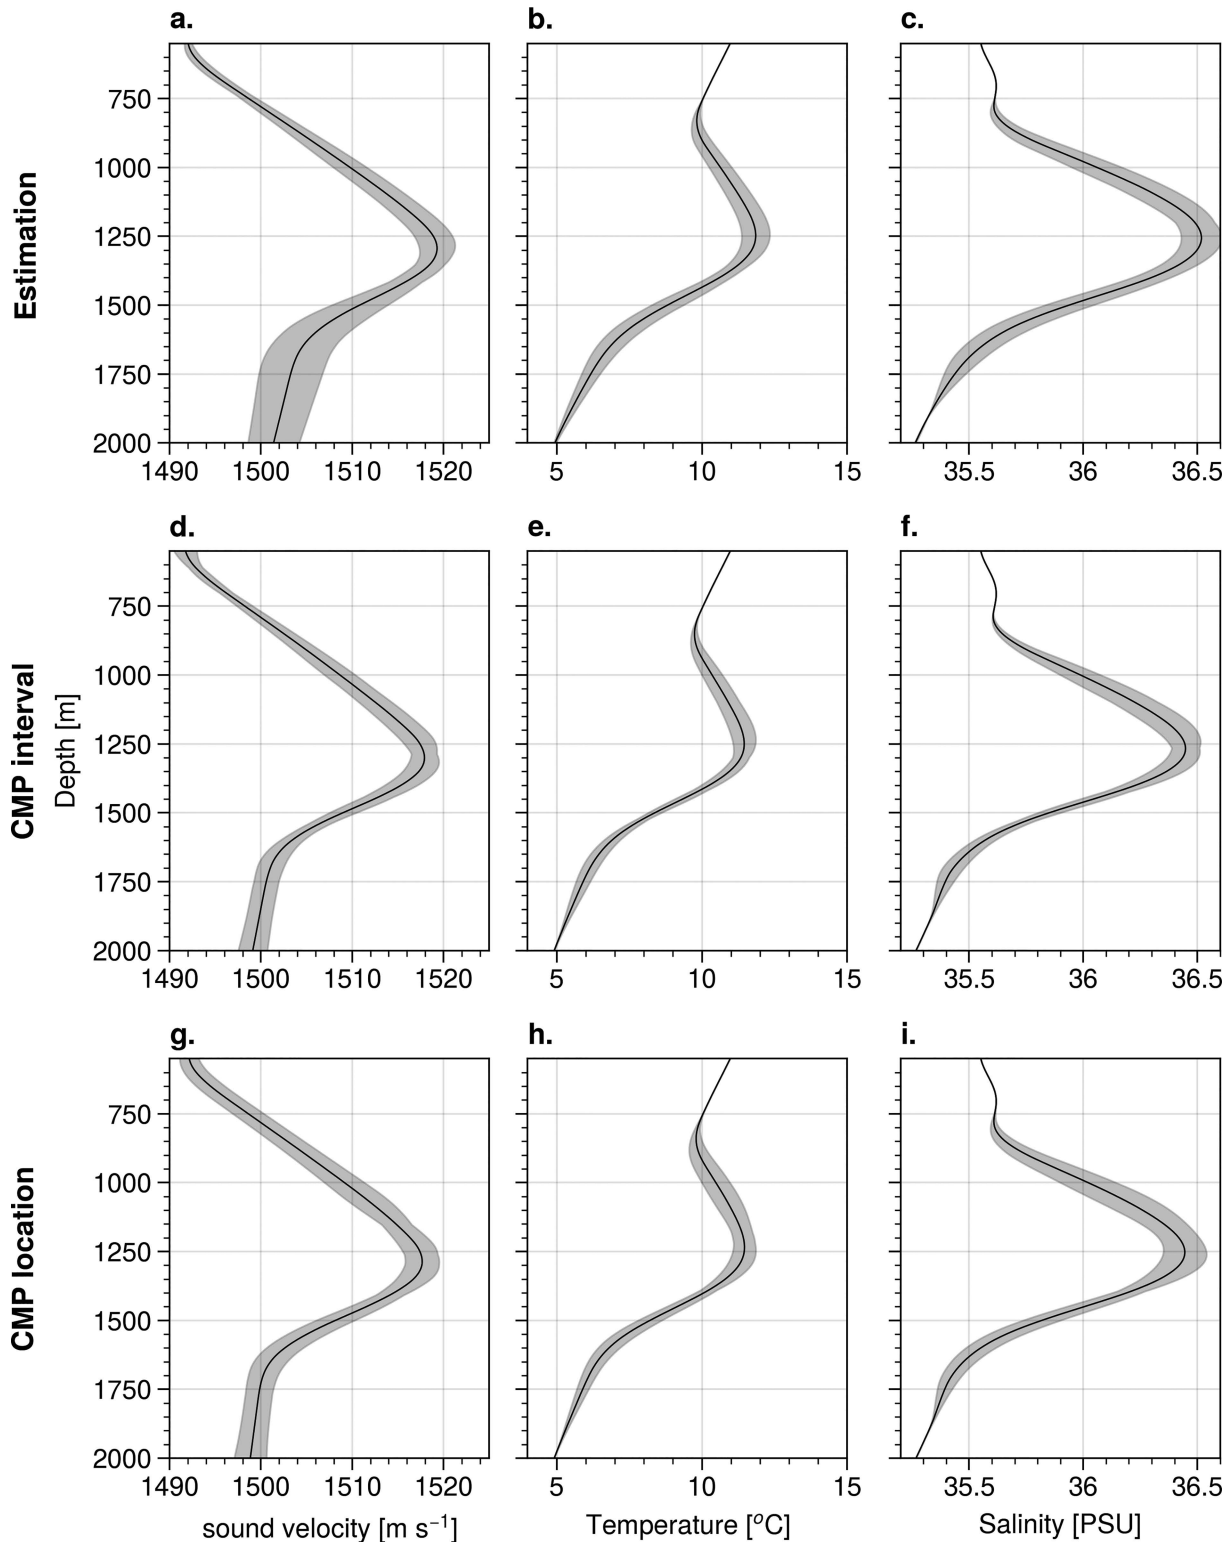 a.
b.
c.
Estimation
750
1000
1250
1500
1750
2000
1490 1500 1510 1520
5 10 15
35.5 36 36.5
d.
e.
f.
CMP interval
Depth [m]
750
1000
1250
1500
1750
2000
1490 1500 1510 1520
5 10 15
35.5 36 36.5
g.
h.
i.
CMP location
750
1000
1250
1500
1750
2000
1490 1500 1510 1520
5 10 15
35.5 36 36.5
sound velocity [m s⁻¹]
Temperature [ºC]
Salinity [PSU]